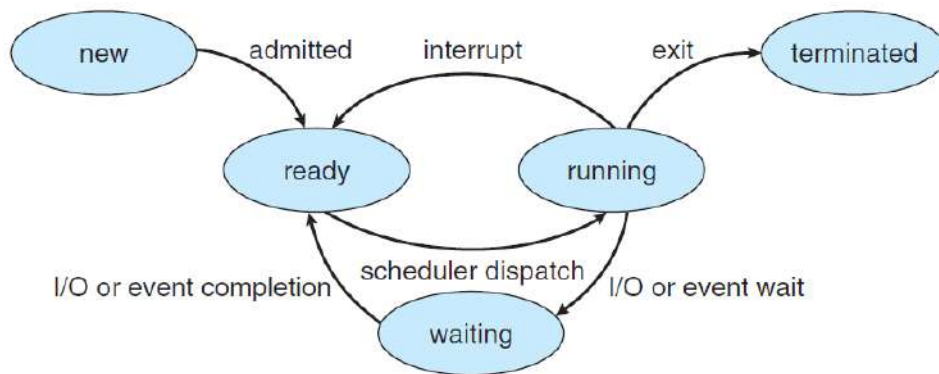 new
admitted
interrupt
exit
terminated
ready
running
I/O or event completion
scheduler dispatch
I/O or event wait
waiting